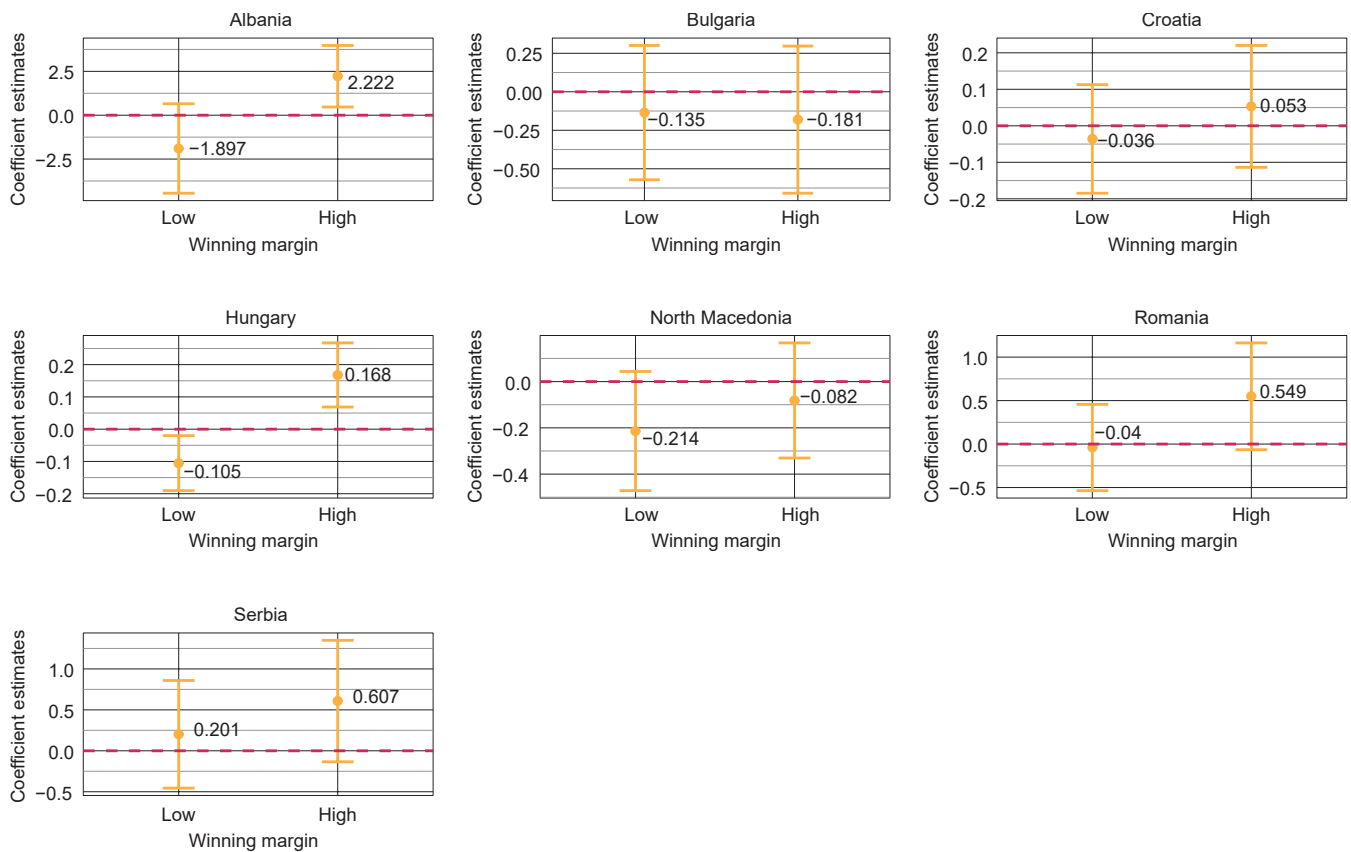 Albania
Coefficient estimates
2.5
0.0
−2.5
2.222
−1.897
Low High
Winning margin
Bulgaria
Coefficient estimates
0.25
0.00
−0.25
−0.50
−0.135
−0.181
Low High
Winning margin
Croatia
Coefficient estimates
0.2
0.1
0.0
−0.1
−0.2
0.053
−0.036
Low High
Winning margin
Hungary
Coefficient estimates
0.2
0.1
0.0
−0.1
−0.2
0.168
−0.105
Low High
Winning margin
North Macedonia
Coefficient estimates
0.0
−0.2
−0.4
−0.082
−0.214
Low High
Winning margin
Romania
Coefficient estimates
1.0
0.5
0.0
−0.5
0.549
−0.04
Low High
Winning margin
Serbia
Coefficient estimates
1.0
0.5
0.0
−0.5
0.607
0.201
Low High
Winning margin